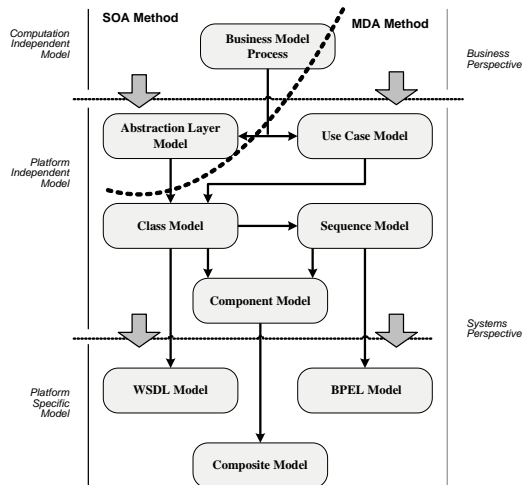 SOA Method
MDA Method
Computation
Independent
Model
Business Model
Process
Business
Perspective
Abstraction Layer
Model
Use Case Model
Platform
Independent
Model
Class Model
Sequence Model
Component Model
Systems
Perspective
WSDL Model
BPEL Model
Platform
Specific
Model
Composite Model